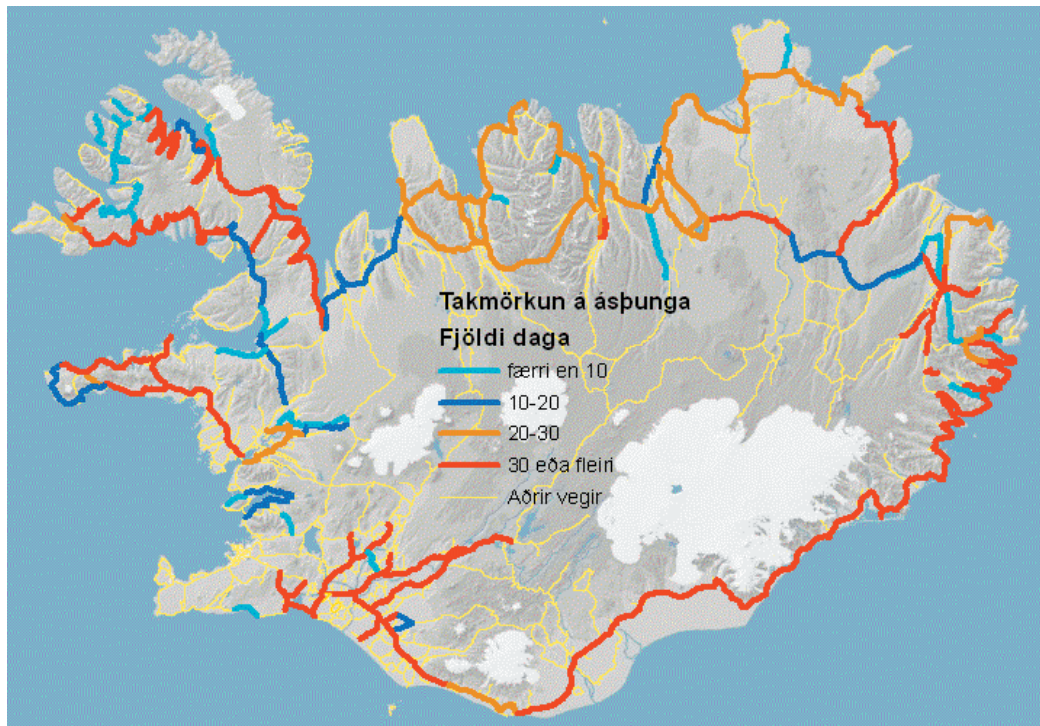 Takmörkun á ásþunga
Fjöldi daga
færri en 10
10-20
20-30
30 eða fleiri
Aðrir vegir